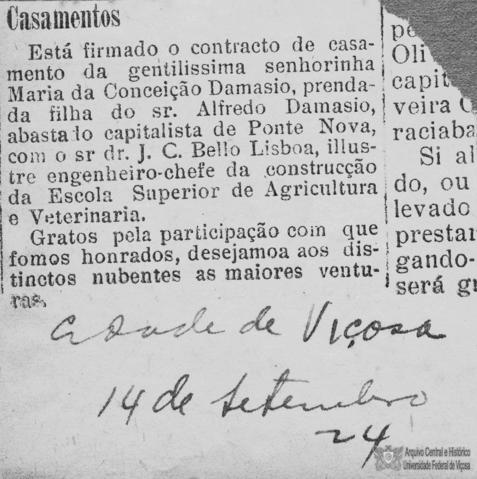 Casamentos
Está firmado o contracto de casa-
mento da gentilissima senhorinha
Maria da Conceição Damasio, prenda-
da filha do sr. Alfredo Damasio,
abastado capitalista de Ponte Nova,
com o sr dr. J. C. Bello Lisboa, illus-
tre engenheiro-chefe da construcção
da Escola Superior de Agricultura
e Veterinaria.
Gratos pela participação com que
fomos honrados, desejamoa aos dis-
tinctos nubentes as maiores ventu-
ras.
pe
Oli
capit
veira
raciaba
Si al
do, ou
levado
prestar
gando-
será gr
Cidade de Viçosa
14 de setembro
24
Arquivo Central e Histórico
Universidade Federal de Viçosa